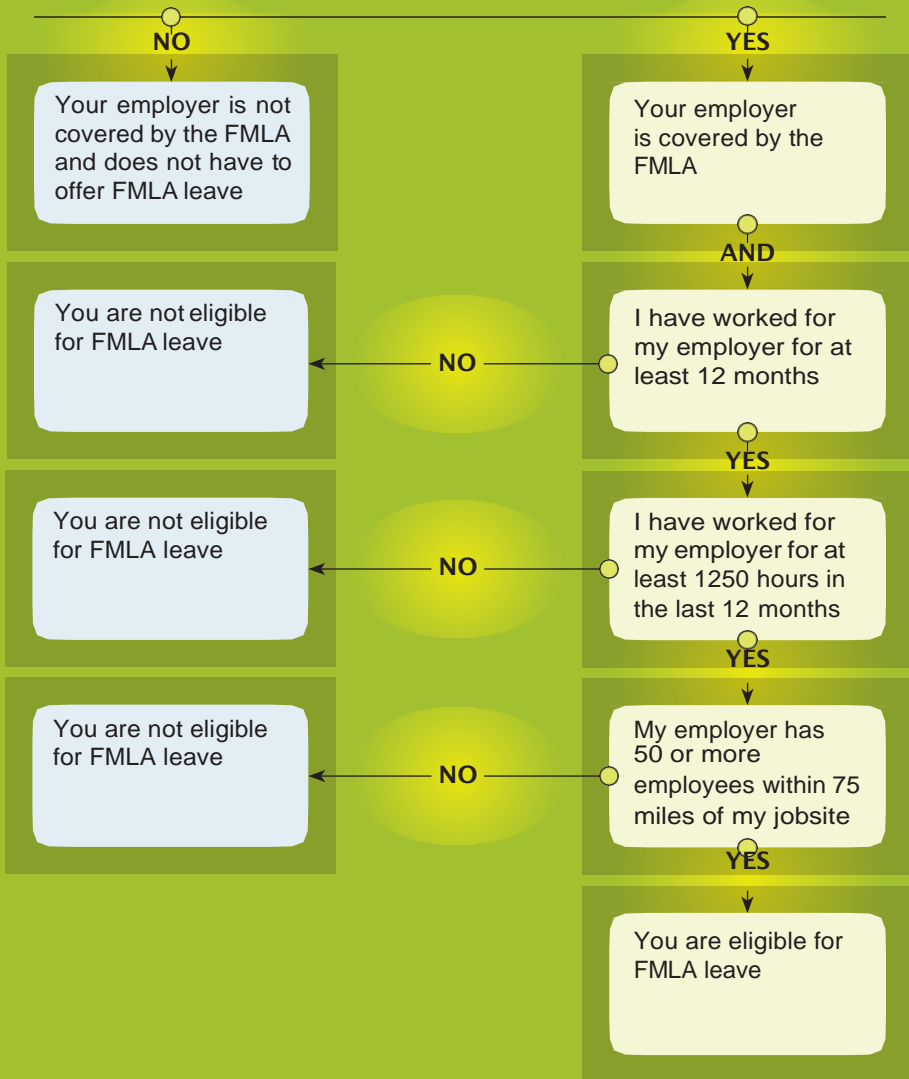 NO
YES
Your employer is not
covered by the FMLA
and does not have to
offer FMLA leave
Your employer
is covered by the
FMLA
AND
You are not eligible
for FMLA leave
NO
I have worked for
my employer for at
least 12 months
YES
You are not eligible
for FMLA leave
NO
I have worked for
my employer for at
least 1250 hours in
the last 12 months
YES
You are not eligible
for FMLA leave
NO
My employer has
50 or more
employees within 75
miles of my jobsite
YES
You are eligible for
FMLA leave